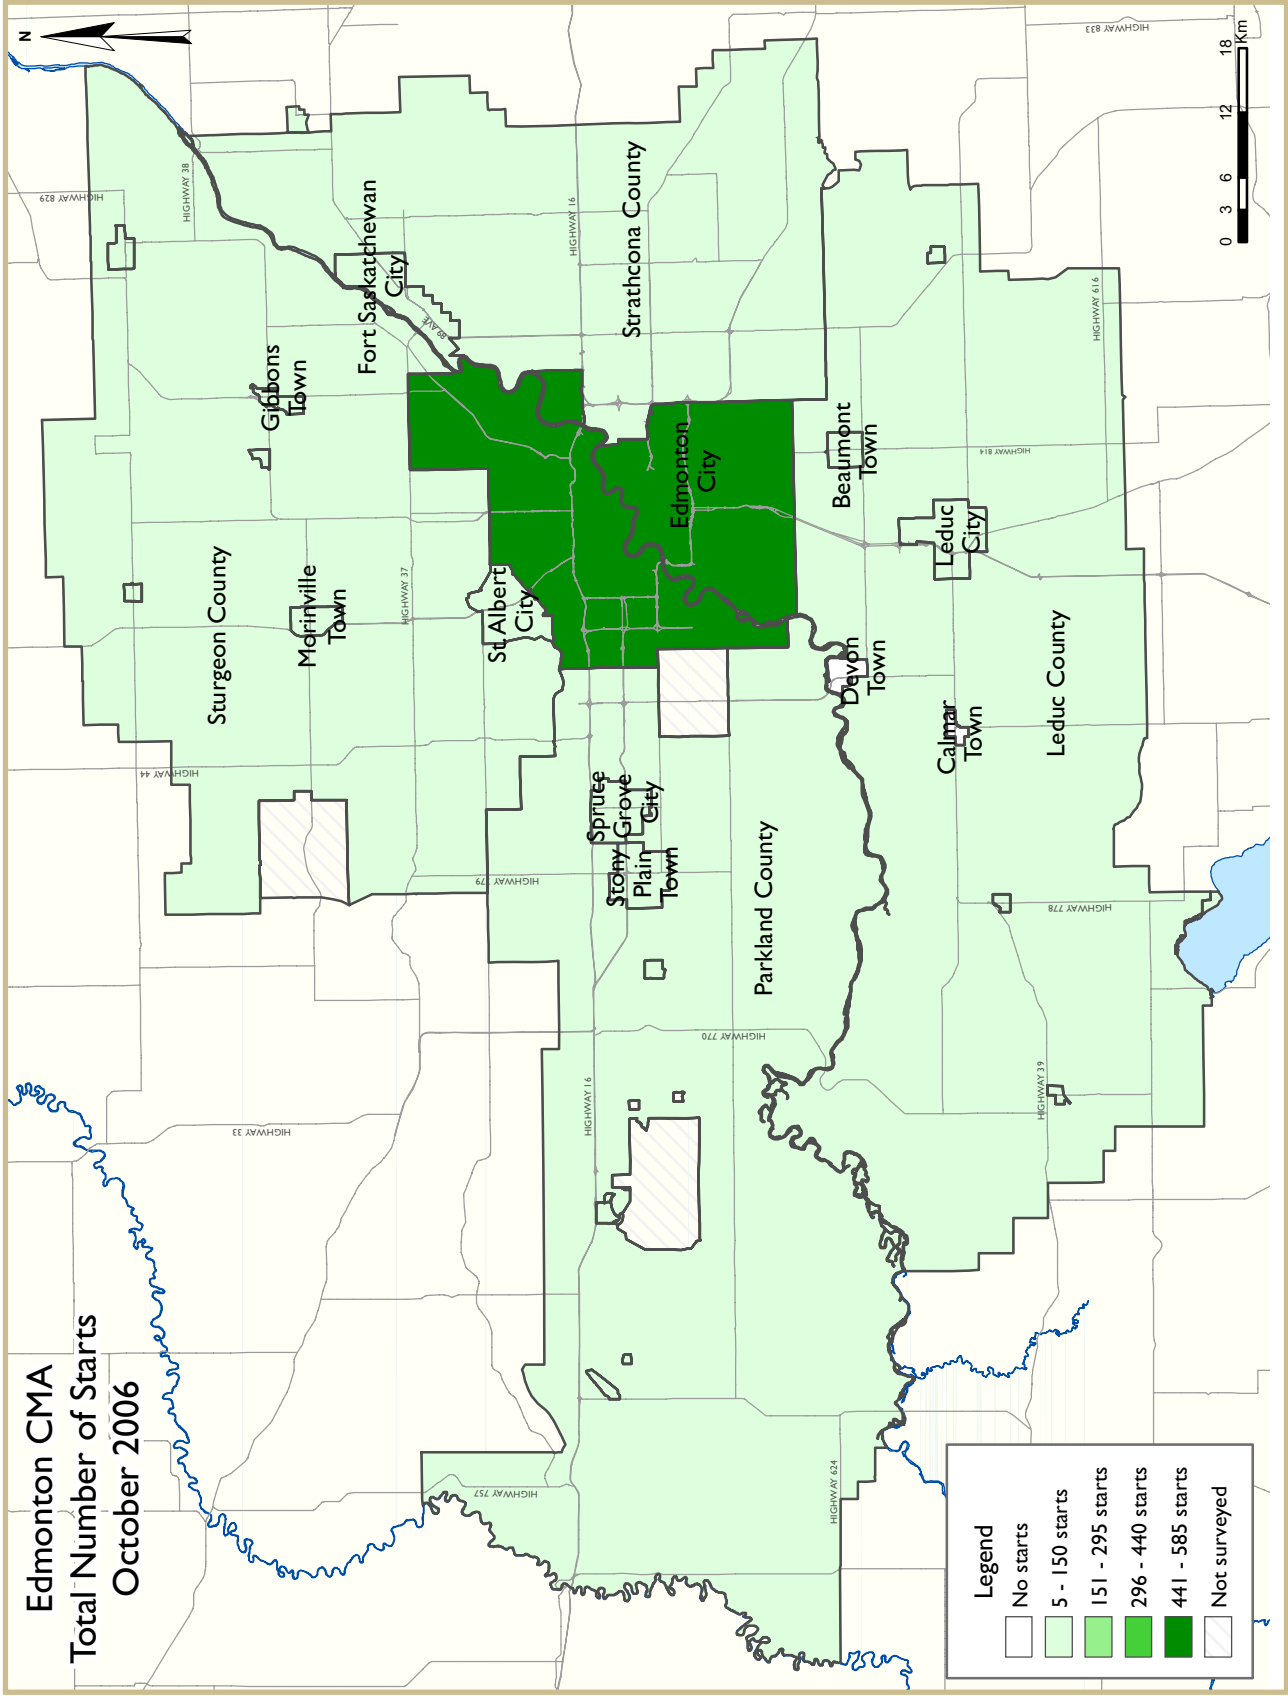 Edmonton CMA
Total Number of Starts
October 2006
N
HIGHWAY 829
HIGHWAY 38
Fort Saskatchewan
City
89 AVE
Gibbons
Town
Sturgeon County
Morinville
Town
HIGHWAY 37
HIGHWAY 44
St. Albert
City
HIGHWAY 779
HIGHWAY 16
Strathcona County
Edmonton
City
HIGHWAY 833
HIGHWAY 616
Beaumont
Town
HIGHWAY 814
Leduc
City
Devon
Town
Calmar
Town
Leduc County
Spruce
Grove
City
Stony
Plain
Town
Parkland County
HIGHWAY 770
HIGHWAY 778
HIGHWAY 16
HIGHWAY 39
HIGHWAY 33
HIGHWAY 757
HIGHWAY 624
Legend
No starts
5 - 150 starts
151 - 295 starts
296 - 440 starts
441 - 585 starts
Not surveyed
0 3 6 12 18
Km